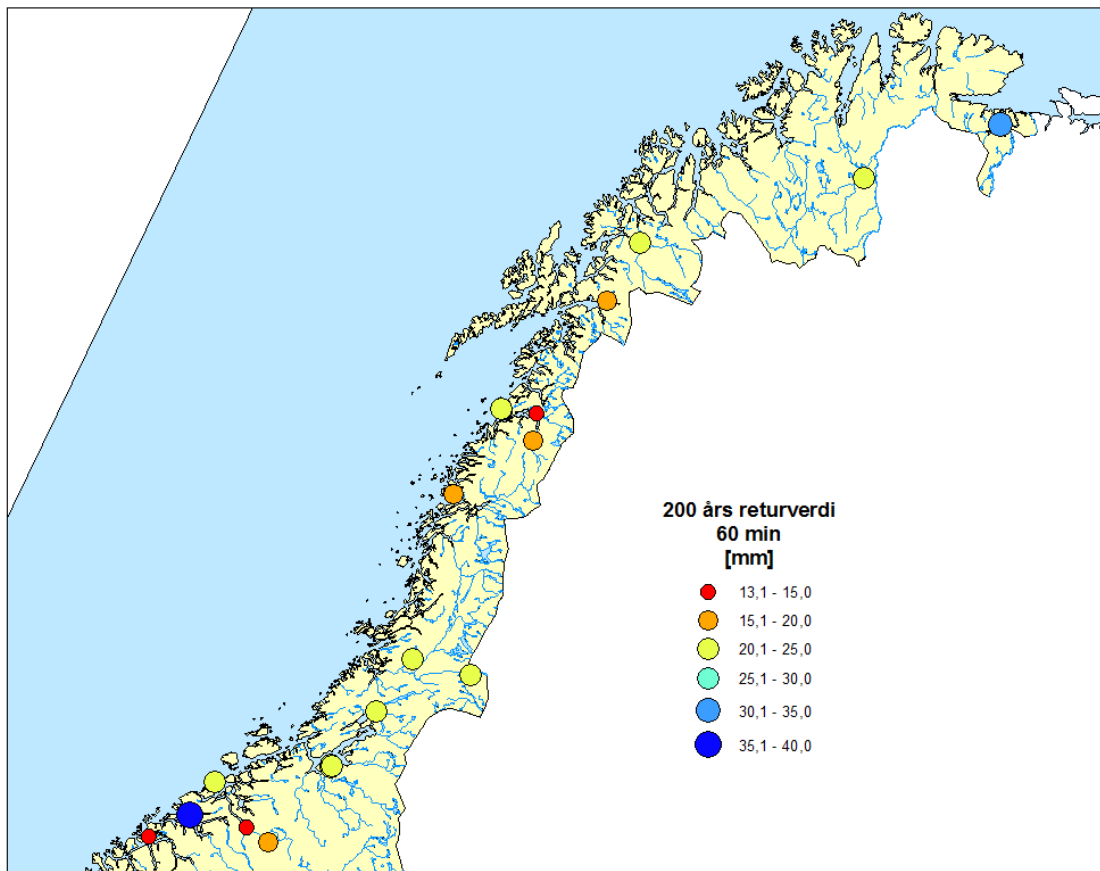 200 års returverdi
60 min
[mm]
13,1 - 15,0
15,1 - 20,0
20,1 - 25,0
25,1 - 30,0
30,1 - 35,0
35,1 - 40,0